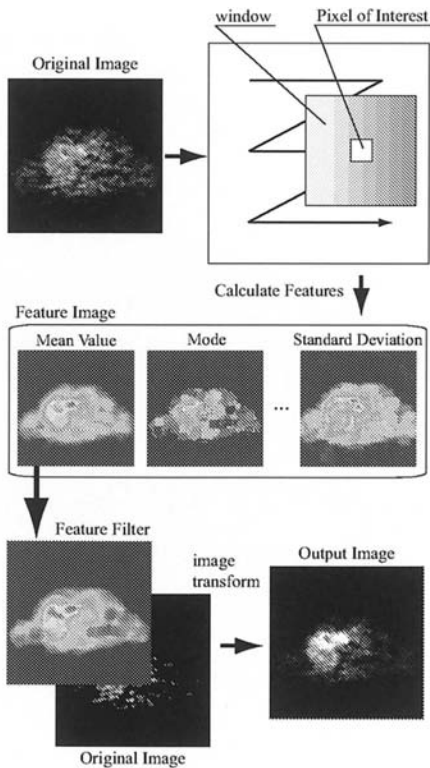 window
Pixel of Interest
Original Image
Calculate Features
Feature Image
Mean Value
Mode
Standard Deviation
...
Feature Filter
image
transform
Output Image
Original Image